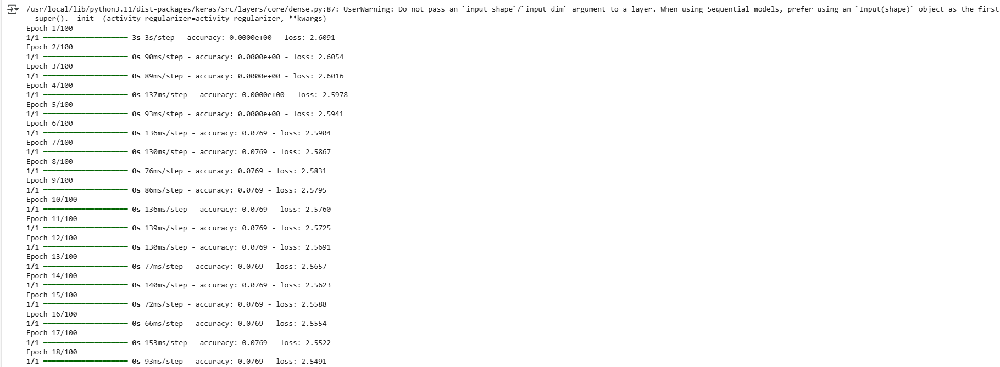 /usr/local/lib/python3.11/dist-packages/keras/src/layers/core/dense.py:87: UserWarning: Do not pass an `input_shape`/`input_dim` argument to a layer. When using Sequential models, prefer using an `Input(shape)` object as the first
super().__init__(activity_regularizer=activity_regularizer, **kwargs)
Epoch 1/100
1/1 ━━━━━━━━━━━━━━━━━━━━ 3s 3s/step - accuracy: 0.0000e+00 - loss: 2.6091
Epoch 2/100
1/1 ━━━━━━━━━━━━━━━━━━━━ 0s 90ms/step - accuracy: 0.0000e+00 - loss: 2.6054
Epoch 3/100
1/1 ━━━━━━━━━━━━━━━━━━━━ 0s 89ms/step - accuracy: 0.0000e+00 - loss: 2.6016
Epoch 4/100
1/1 ━━━━━━━━━━━━━━━━━━━━ 0s 137ms/step - accuracy: 0.0000e+00 - loss: 2.5978
Epoch 5/100
1/1 ━━━━━━━━━━━━━━━━━━━━ 0s 93ms/step - accuracy: 0.0000e+00 - loss: 2.5941
Epoch 6/100
1/1 ━━━━━━━━━━━━━━━━━━━━ 0s 136ms/step - accuracy: 0.0769 - loss: 2.5904
Epoch 7/100
1/1 ━━━━━━━━━━━━━━━━━━━━ 0s 130ms/step - accuracy: 0.0769 - loss: 2.5867
Epoch 8/100
1/1 ━━━━━━━━━━━━━━━━━━━━ 0s 76ms/step - accuracy: 0.0769 - loss: 2.5831
Epoch 9/100
1/1 ━━━━━━━━━━━━━━━━━━━━ 0s 86ms/step - accuracy: 0.0769 - loss: 2.5795
Epoch 10/100
1/1 ━━━━━━━━━━━━━━━━━━━━ 0s 136ms/step - accuracy: 0.0769 - loss: 2.5760
Epoch 11/100
1/1 ━━━━━━━━━━━━━━━━━━━━ 0s 139ms/step - accuracy: 0.0769 - loss: 2.5725
Epoch 12/100
1/1 ━━━━━━━━━━━━━━━━━━━━ 0s 130ms/step - accuracy: 0.0769 - loss: 2.5691
Epoch 13/100
1/1 ━━━━━━━━━━━━━━━━━━━━ 0s 77ms/step - accuracy: 0.0769 - loss: 2.5657
Epoch 14/100
1/1 ━━━━━━━━━━━━━━━━━━━━ 0s 140ms/step - accuracy: 0.0769 - loss: 2.5623
Epoch 15/100
1/1 ━━━━━━━━━━━━━━━━━━━━ 0s 72ms/step - accuracy: 0.0769 - loss: 2.5588
Epoch 16/100
1/1 ━━━━━━━━━━━━━━━━━━━━ 0s 66ms/step - accuracy: 0.0769 - loss: 2.5554
Epoch 17/100
1/1 ━━━━━━━━━━━━━━━━━━━━ 0s 153ms/step - accuracy: 0.0769 - loss: 2.5522
Epoch 18/100
1/1 ━━━━━━━━━━━━━━━━━━━━ 0s 93ms/step - accuracy: 0.0769 - loss: 2.5491